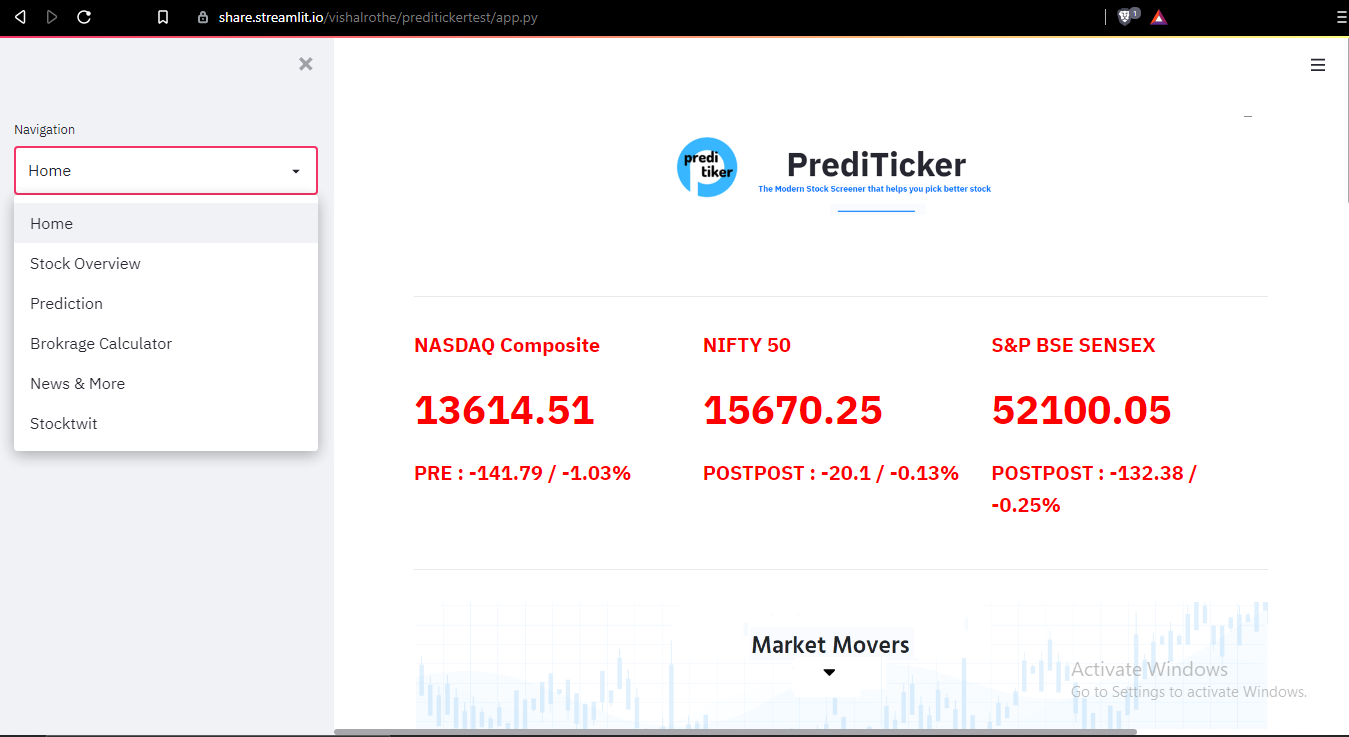 share.streamlit.io/vishalrothe/preditickertest/app.py
1
Navigation
Home
Home
Stock Overview
Prediction
Brokrage Calculator
News & More
Stocktwit
predi
tiker
PrediTicker
The Modern Stock Screener that helps you pick better stock
NASDAQ Composite
13614.51
PRE : -141.79 / -1.03%
NIFTY 50
15670.25
POSTPOST : -20.1 / -0.13%
S&P BSE SENSEX
52100.05
POSTPOST : -132.38 /
-0.25%
Market Movers
Activate Windows
Go to Settings to activate Windows.